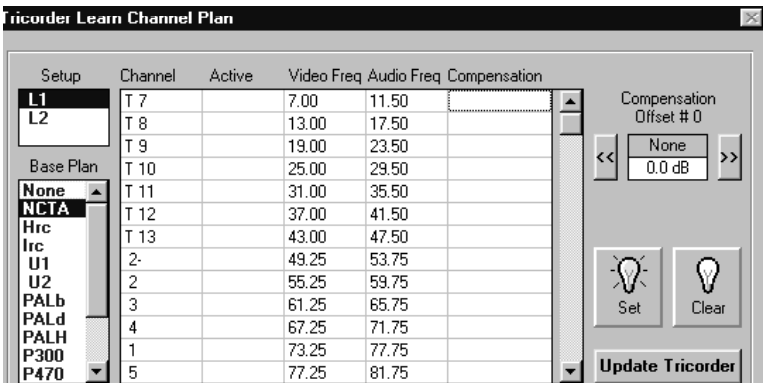 Tricorder Learn Channel Plan
Setup
L1
L2
Base Plan
None
NCTA
Hrc
Irc
U1
U2
PALb
PALd
PALH
P300
P470
Channel Active Video Freq Audio Freq Compensation
T 7 7.00 11.50
T 8 13.00 17.50
T 9 19.00 23.50
T 10 25.00 29.50
T 11 31.00 35.50
T 12 37.00 41.50
T 13 43.00 47.50
2- 49.25 53.75
2 55.25 59.75
3 61.25 65.75
4 67.25 71.75
1 73.25 77.75
5 77.25 81.75
Compensation
Offset # 0
<< None >>
0.0 dB
Set Clear
Update Tricorder